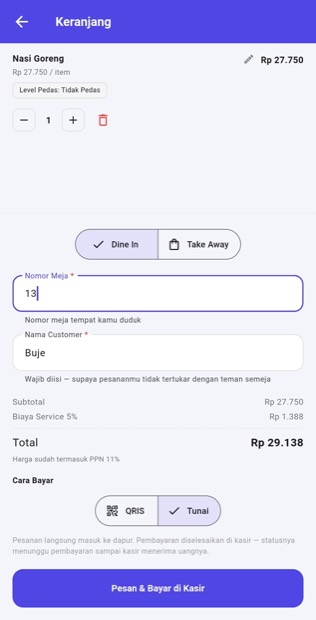 Keranjang
Nasi Goreng
Rp 27.750
Rp 27.750 / item
Level Pedas: Tidak Pedas
1
Dine In
Take Away
Nomor Meja *
13
Nomor meja tempat kamu duduk
Nama Customer *
Buje
Wajib diisi — supaya pesananmu tidak tertukar dengan teman semeja
Subtotal
Rp 27.750
Biaya Service 5%
Rp 1.388
Total
Rp 29.138
Harga sudah termasuk PPN 11%
Cara Bayar
QRIS
Tunai
Pesanan langsung masuk ke dapur. Pembayaran diselesaikan di kasir — statusnya
menunggu pembayaran sampai kasir menerima uangnya.
Pesan & Bayar di Kasir